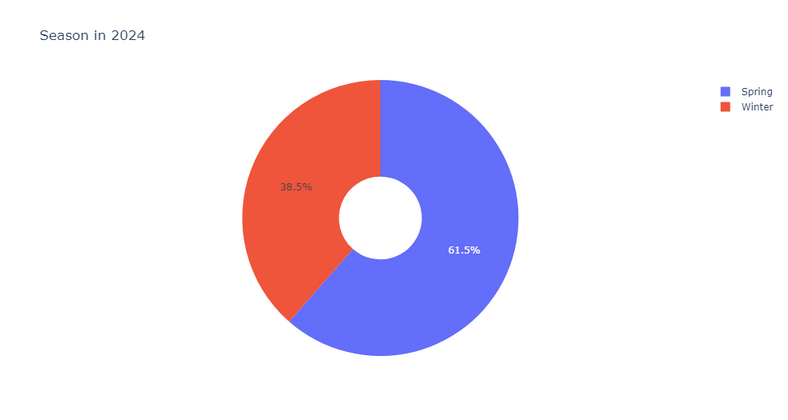 Season in 2024
Spring
Winter
38.5%
61.5%